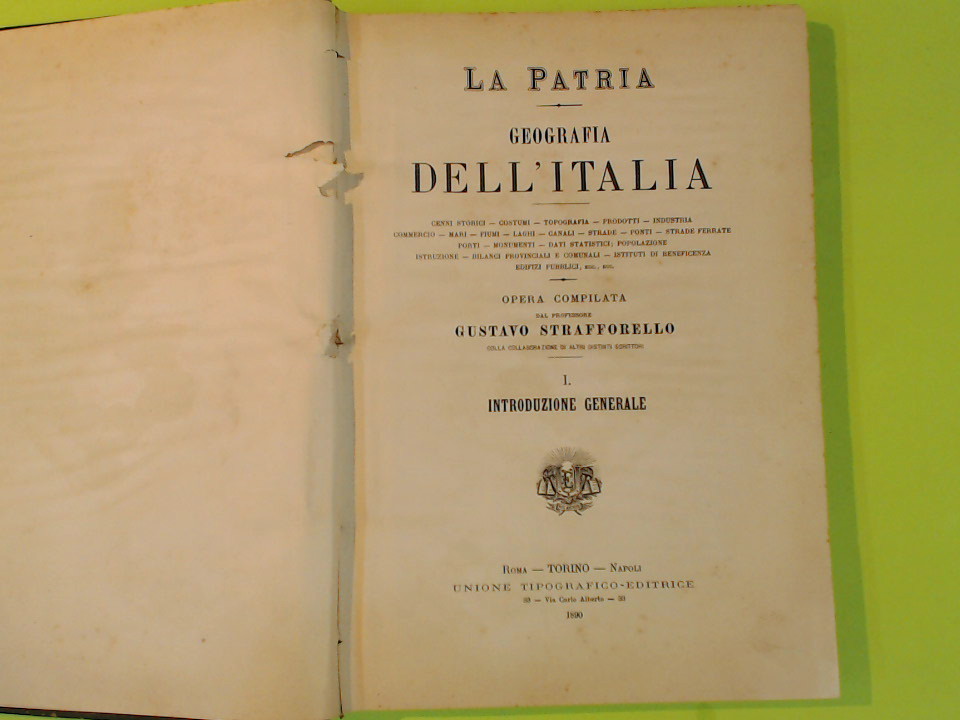 LA PATRIA
GEOGRAFIA
DELL'ITALIA
CENNI STORICI — COSTUMI — TOPOGRAFIA — PRODOTTI — INDUSTRIA
COMMERCIO — MARI — FIUMI — LAGHI — CANALI — STRADE — PONTI — STRADE FERRATE
PORTI — MONUMENTI — DATI STATISTICI; POPOLAZIONE
ISTRUZIONE — BILANCI PROVINCIALI E COMUNALI — ISTITUTI DI BENEFICENZA
EDIFIZI PUBBLICI, ECC., ECC.
OPERA COMPILATA
DAL PROFESSORE
GUSTAVO STRAFFORELLO
COLLA COLLABORAZIONE DI ALTRI DISTINTI SCRITTORI
I.
INTRODUZIONE GENERALE
ROMA — TORINO — NAPOLI
UNIONE TIPOGRAFICO-EDITRICE
33 — Via Carlo Alberto — 33
1890